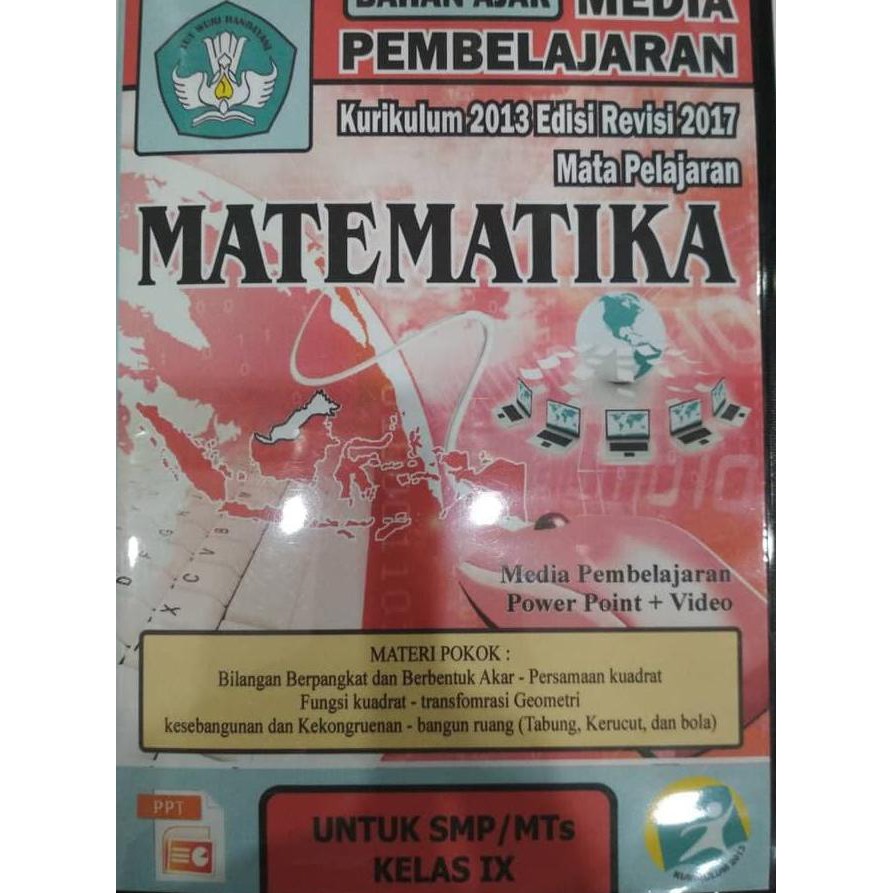 BAHAN AJAR MEDIA
PEMBELAJARAN
TUT WURI HANDAYANI
Kurikulum 2013 Edisi Revisi 2017
Mata Pelajaran
MATEMATIKA
D F G
X C V B
Media Pembelajaran
Power Point + Video
MATERI POKOK :
Bilangan Berpangkat dan Berbentuk Akar - Persamaan kuadrat
Fungsi kuadrat - transfomrasi Geometri
kesebangunan dan Kekongruenan - bangun ruang (Tabung, Kerucut, dan bola)
PPT
UNTUK SMP/MTs
KELAS IX
KURIKULUM 2013